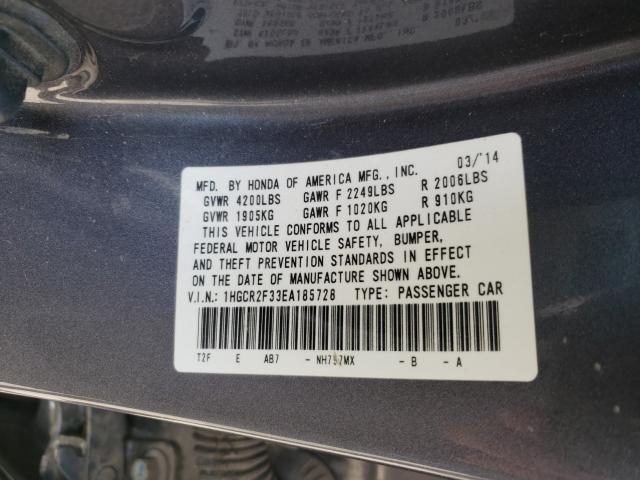 MFD. BY HONDA OF AMERICA MFG., INC. 03/'14
GVWR 4200LBS GAWR F 2249LBS R 2006LBS
GVWR 1905KG GAWR F 1020KG R 910KG
THIS VEHICLE CONFORMS TO ALL APPLICABLE
FEDERAL MOTOR VEHICLE SAFETY, BUMPER,
AND THEFT PREVENTION STANDARDS IN EFFECT
ON THE DATE OF MANUFACTURE SHOWN ABOVE.
V.I.N.: 1HGCR2F33EA185728 TYPE: PASSENGER CAR
T2F E AB7 - NH797MX - B - A